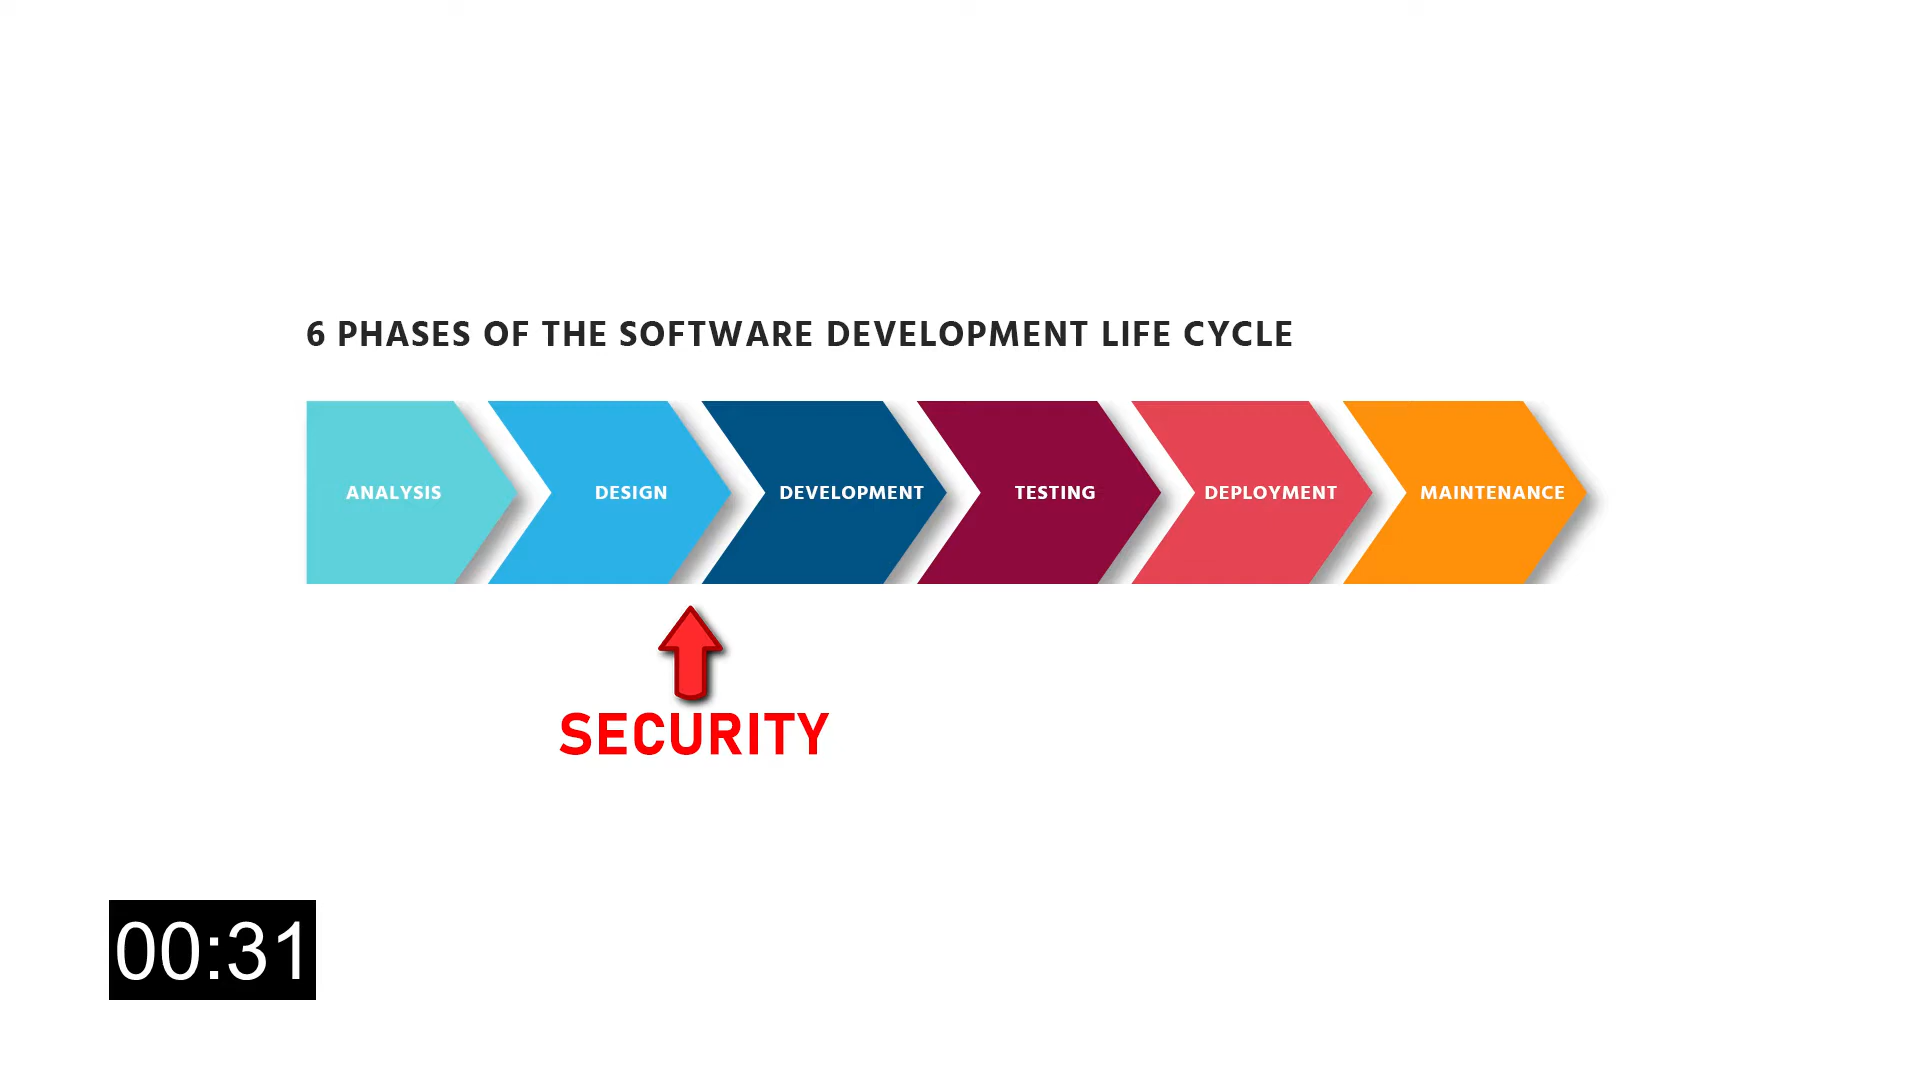 6 PHASES OF THE SOFTWARE DEVELOPMENT LIFE CYCLE
ANALYSIS
DESIGN
DEVELOPMENT
TESTING
DEPLOYMENT
MAINTENANCE
SECURITY
00:31